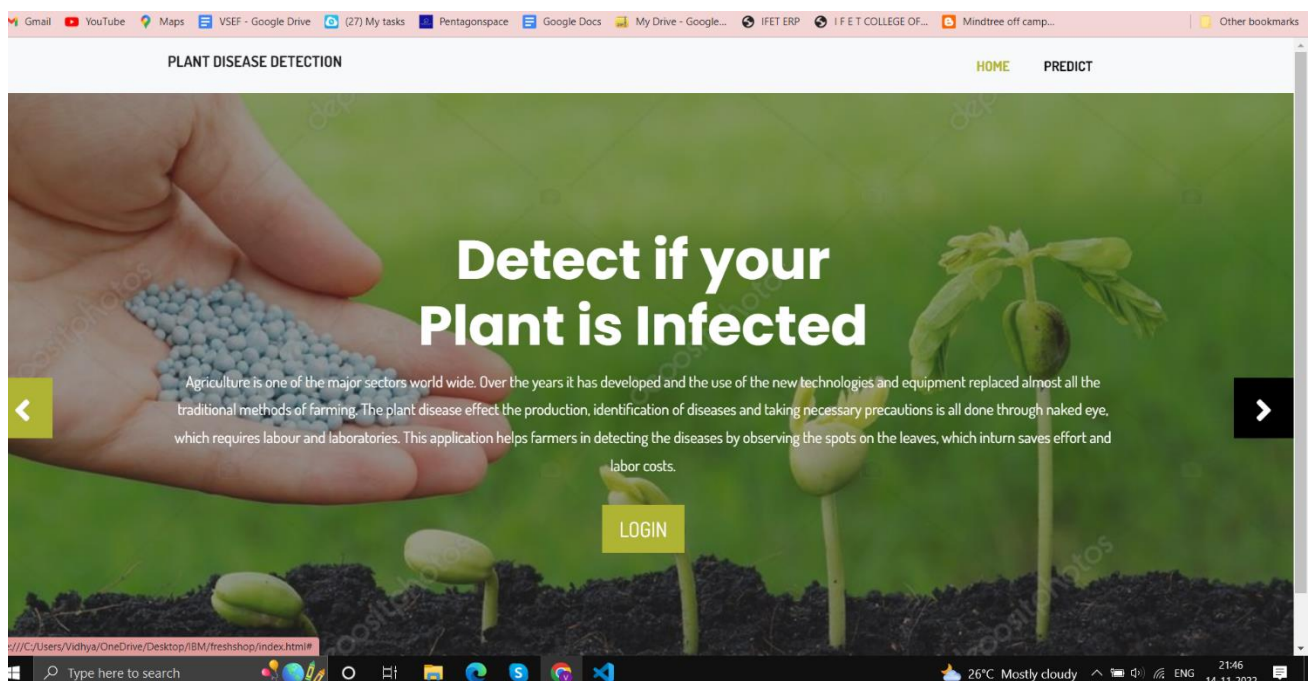 Gmail YouTube Maps VSEF - Google Drive (27) My tasks Pentagonspace Google Docs My Drive - Google... IFET ERP I F E T COLLEGE OF... Mindtree off camp... Other bookmarks
PLANT DISEASE DETECTION
HOME PREDICT
Detect if your
Plant is Infected
Agriculture is one of the major sectors world wide. Over the years it has developed and the use of the new technologies and equipment replaced almost all the
traditional methods of farming. The plant disease effect the production, identification of diseases and taking necessary precautions is all done through naked eye,
which requires labour and laboratories. This application helps farmers in detecting the diseases by observing the spots on the leaves, which inturn saves effort and
labor costs.
LOGIN
depositphotos
:///C:/Users/Vidhya/OneDrive/Desktop/IBM/freshshop/index.html#
Type here to search 26°C Mostly cloudy ENG 21:46
14-11-2022